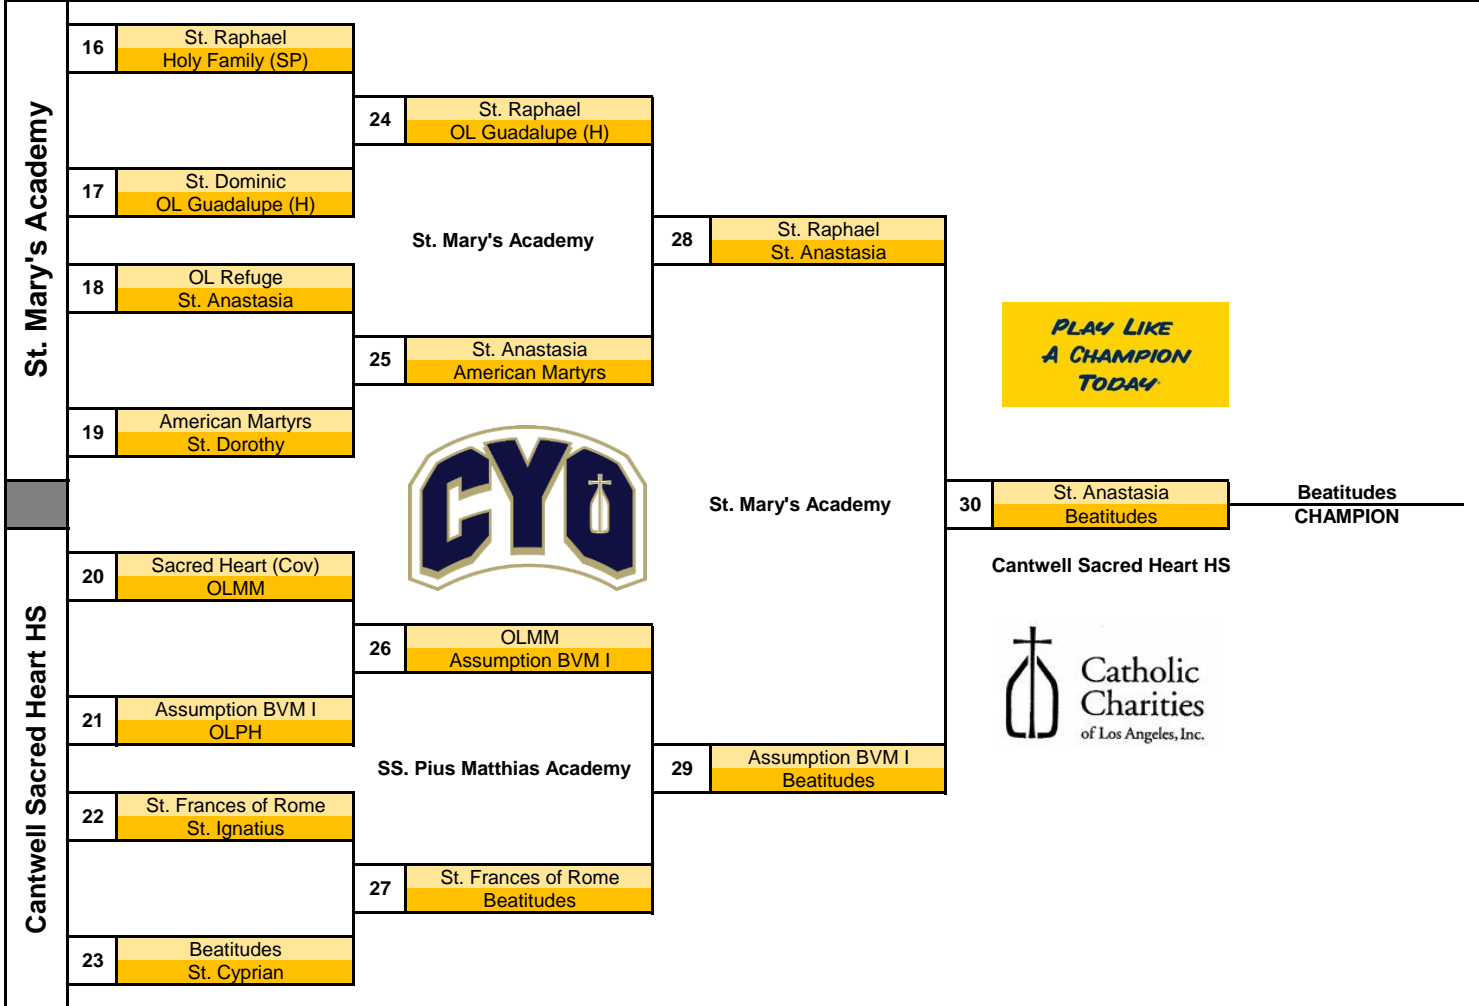 St. Mary's Academy
16
St. Raphael
Holy Family (SP)
24
St. Raphael
OL Guadalupe (H)
17
St. Dominic
OL Guadalupe (H)
St. Mary's Academy
28
St. Raphael
St. Anastasia
18
OL Refuge
St. Anastasia
PLAY LIKE
A CHAMPION
TODAY
25
St. Anastasia
American Martyrs
19
American Martyrs
St. Dorothy
CYO
St. Mary's Academy
30
St. Anastasia
Beatitudes
Beatitudes
CHAMPION
Cantwell Sacred Heart HS
Cantwell Sacred Heart HS
20
Sacred Heart (Cov)
OLMM
26
OLMM
Assumption BVM I
Catholic
Charities
of Los Angeles, Inc.
21
Assumption BVM I
OLPH
SS. Pius Matthias Academy
29
Assumption BVM I
Beatitudes
22
St. Frances of Rome
St. Ignatius
27
St. Frances of Rome
Beatitudes
23
Beatitudes
St. Cyprian